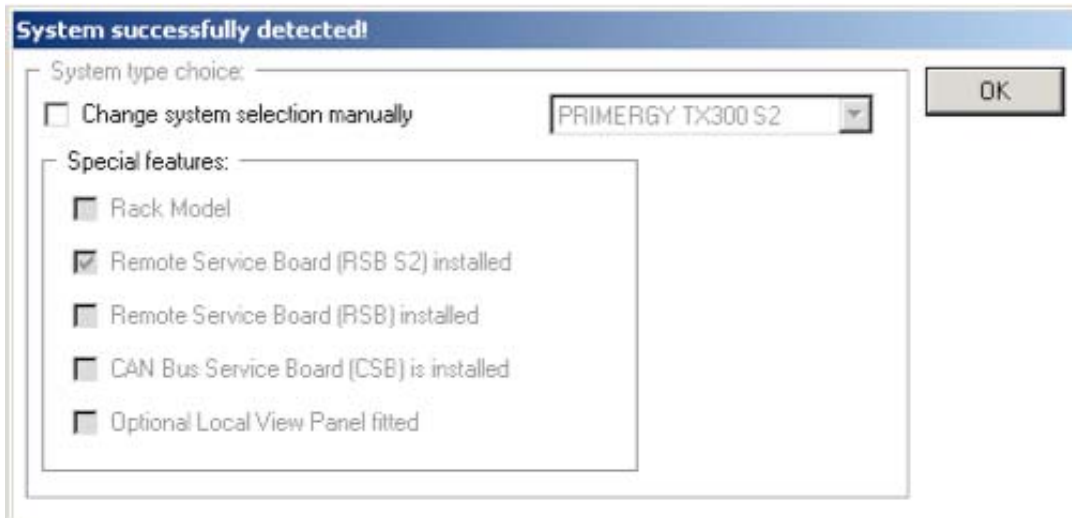 System successfully detected!
System type choice:
OK
Change system selection manually
PRIMERGY TX300 S2
Special features:
Rack Model
Remote Service Board (RSB S2) installed
Remote Service Board (RSB) installed
CAN Bus Service Board (CSB) is installed
Optional Local View Panel fitted